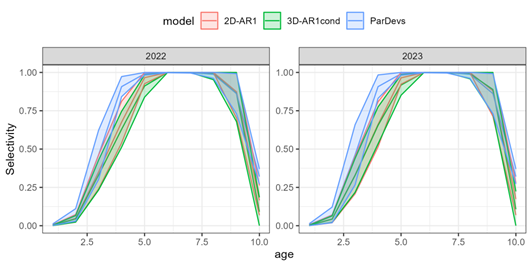 model 2D-AR1 3D-AR1cond ParDevs
2022 2023
Selectivity
1.00 1.00
0.75 0.75
0.50 0.50
0.25 0.25
0.00 0.00
2.5 5.0 7.5 10.0 2.5 5.0 7.5 10.0
age